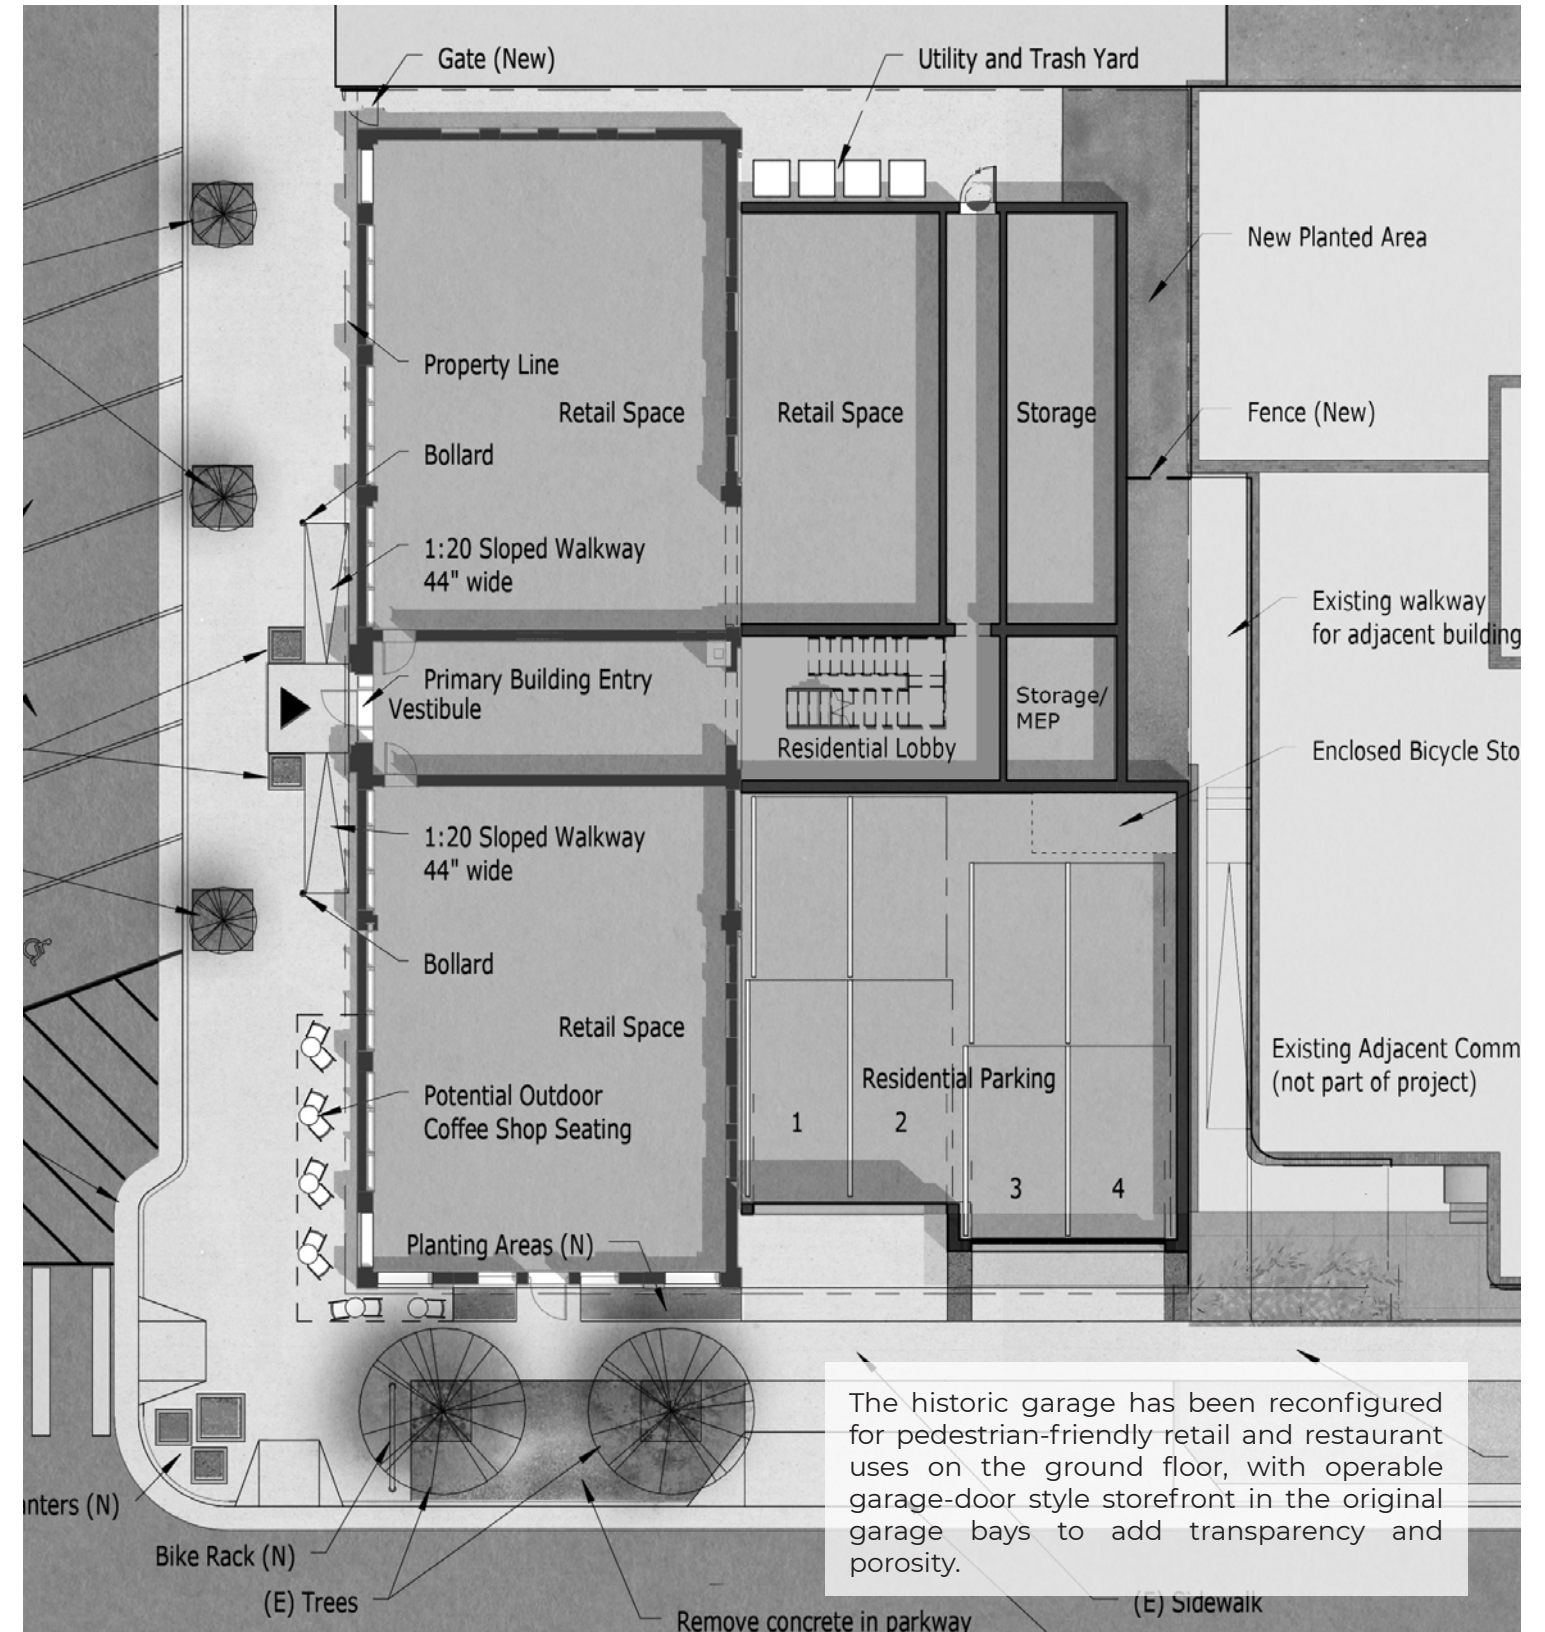 Gate (New)
Utility and Trash Yard
New Planted Area
Property Line
Retail Space
Retail Space
Storage
Fence (New)
Bollard
1:20 Sloped Walkway
44" wide
Existing walkway
for adjacent building
Primary Building Entry
Vestibule
Storage/
MEP
Residential Lobby
Enclosed Bicycle Sto
1:20 Sloped Walkway
44" wide
Bollard
Retail Space
Existing Adjacent Comm
(not part of project)
Residential Parking
Potential Outdoor
Coffee Shop Seating
1
2
3
4
Planting Areas (N)
The historic garage has been reconfigured
for pedestrian-friendly retail and restaurant
uses on the ground floor, with operable
garage-door style storefront in the original
garage bays to add transparency and
porosity.
nters (N)
Bike Rack (N)
(E) Trees
(E) Sidewalk
Remove concrete in parkway